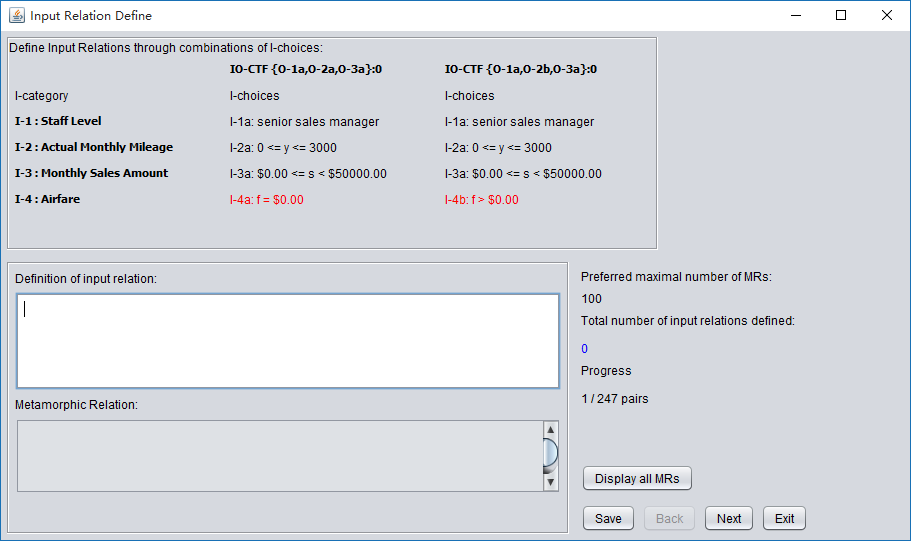 Input Relation Define
Define Input Relations through combinations of I-choices:
IO-CTF {O-1a,O-2a,O-3a}:0 IO-CTF {O-1a,O-2b,O-3a}:0
I-category I-choices I-choices
I-1 : Staff Level I-1a: senior sales manager I-1a: senior sales manager
I-2 : Actual Monthly Mileage I-2a: 0 <= y <= 3000 I-2a: 0 <= y <= 3000
I-3 : Monthly Sales Amount I-3a: $0.00 <= s < $50000.00 I-3a: $0.00 <= s < $50000.00
I-4 : Airfare I-4a: f = $0.00 I-4b: f > $0.00
Definition of input relation:
Metamorphic Relation:
Preferred maximal number of MRs:
100
Total number of input relations defined:
0
Progress
1 / 247 pairs
Display all MRs
Save Back Next Exit